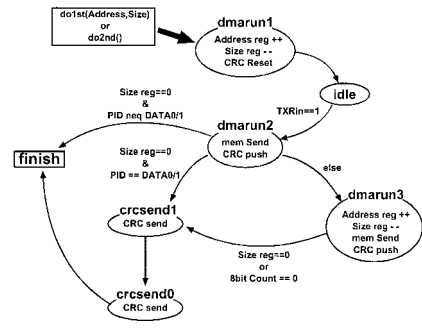 do1st(Address,Size)
or
do2nd()
dmarun1
Address reg ++
Size reg --
CRC Reset
idle
TXRin==1
Size reg==0
&
PID neq DATA0/1
dmarun2
mem Send
CRC push
finish
Size reg==0
&
PID == DATA0/1
else
dmarun3
Address reg ++
Size reg --
mem Send
CRC push
crcsend1
CRC send
Size reg==0
or
8bit Count == 0
crcsend0
CRC send